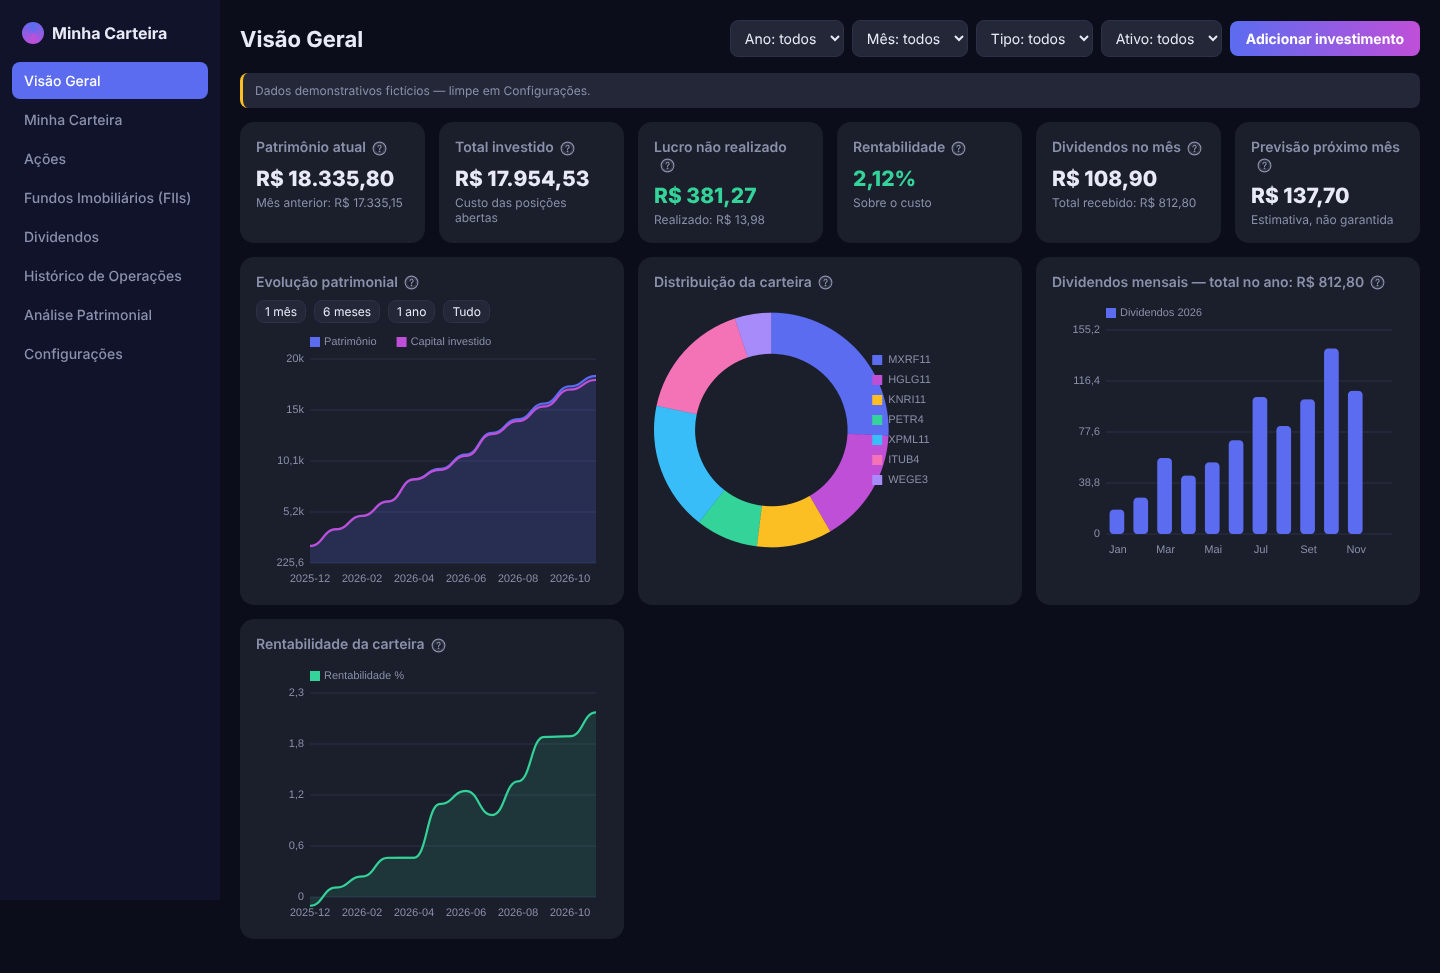 Minha Carteira
Visão Geral
Minha Carteira
Ações
Fundos Imobiliários (FIIs)
Dividendos
Histórico de Operações
Análise Patrimonial
Configurações
Visão Geral
Ano: todos
Mês: todos
Tipo: todos
Ativo: todos
Adicionar investimento
Dados demonstrativos fictícios — limpe em Configurações.
Patrimônio atual ?
R$ 18.335,80
Mês anterior: R$ 17.335,15
Total investido ?
R$ 17.954,53
Custo das posições
abertas
Lucro não realizado
?
R$ 381,27
Realizado: R$ 13,98
Rentabilidade ?
2,12%
Sobre o custo
Dividendos no mês ?
R$ 108,90
Total recebido: R$ 812,80
Previsão próximo mês
?
R$ 137,70
Estimativa, não garantida
Evolução patrimonial ?
1 mês
6 meses
1 ano
Tudo
Patrimônio
Capital investido
20k
15k
10,1k
5,2k
225,6
2025-12 2026-02 2026-04 2026-06 2026-08 2026-10
Distribuição da carteira ?
MXRF11
HGLG11
KNRI11
PETR4
XPML11
ITUB4
WEGE3
Dividendos mensais — total no ano: R$ 812,80 ?
Dividendos 2026
155,2
116,4
77,6
38,8
0
Jan Mar Mai Jul Set Nov
Rentabilidade da carteira ?
Rentabilidade %
2,3
1,8
1,2
0,6
0
2025-12 2026-02 2026-04 2026-06 2026-08 2026-10